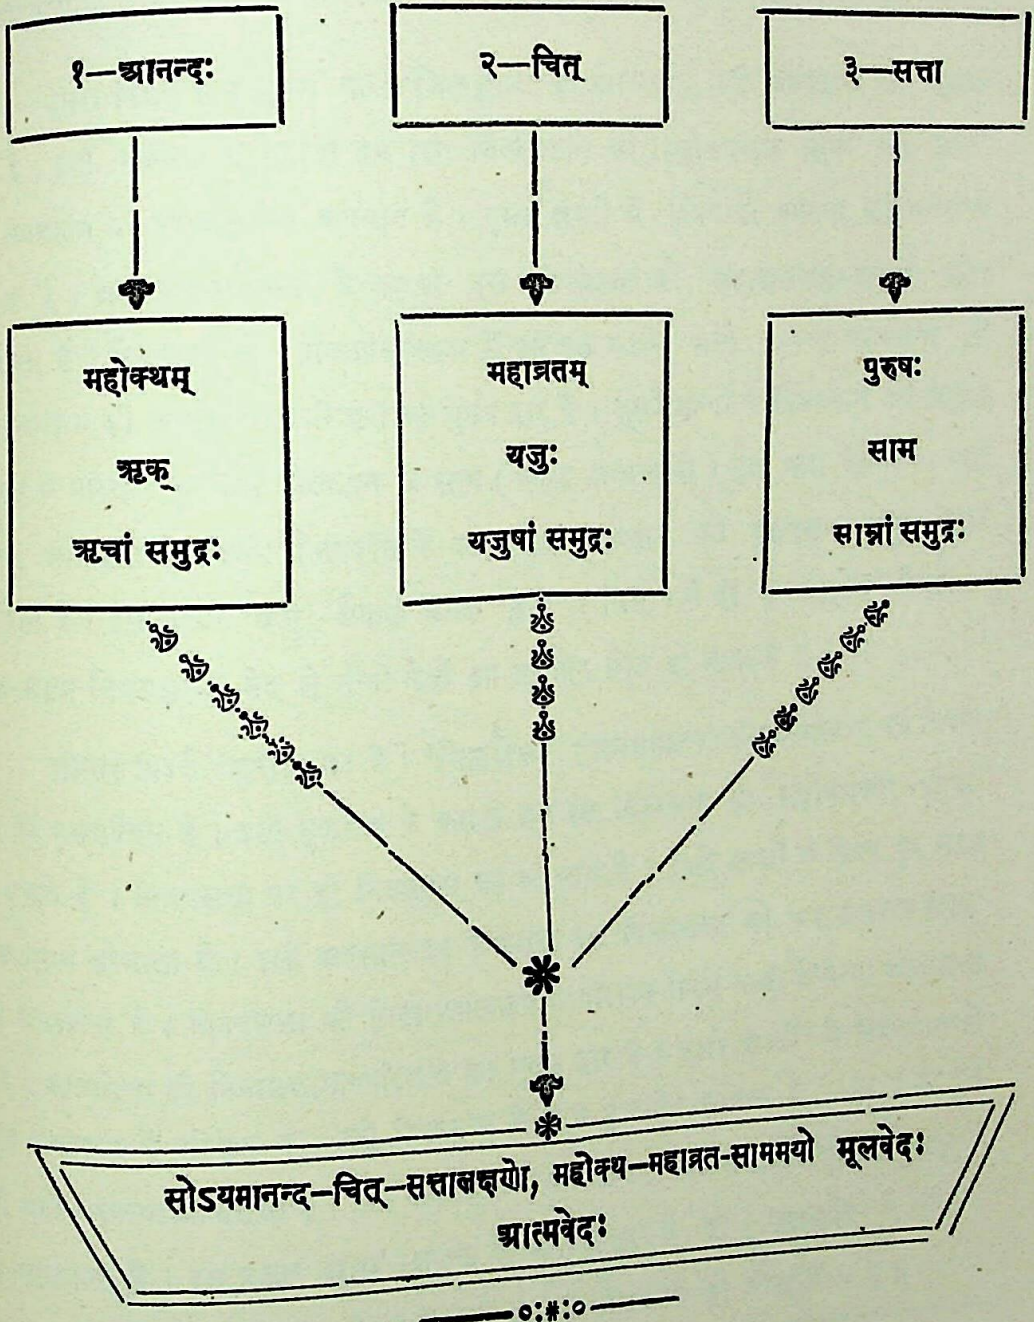 १—आनन्दः
२—चित्
३—सत्ता
महोक्थम्
ऋक्
ऋचां समुद्रः
महाव्रतम्
यजुः
यजुषां समुद्रः
पुरुषः
साम
साम्नां समुद्रः
सोऽयमानन्द—चित्—सत्तालक्षणो, महोक्थ—महाव्रत-साममयो मूलवेदः
आत्मवेदः